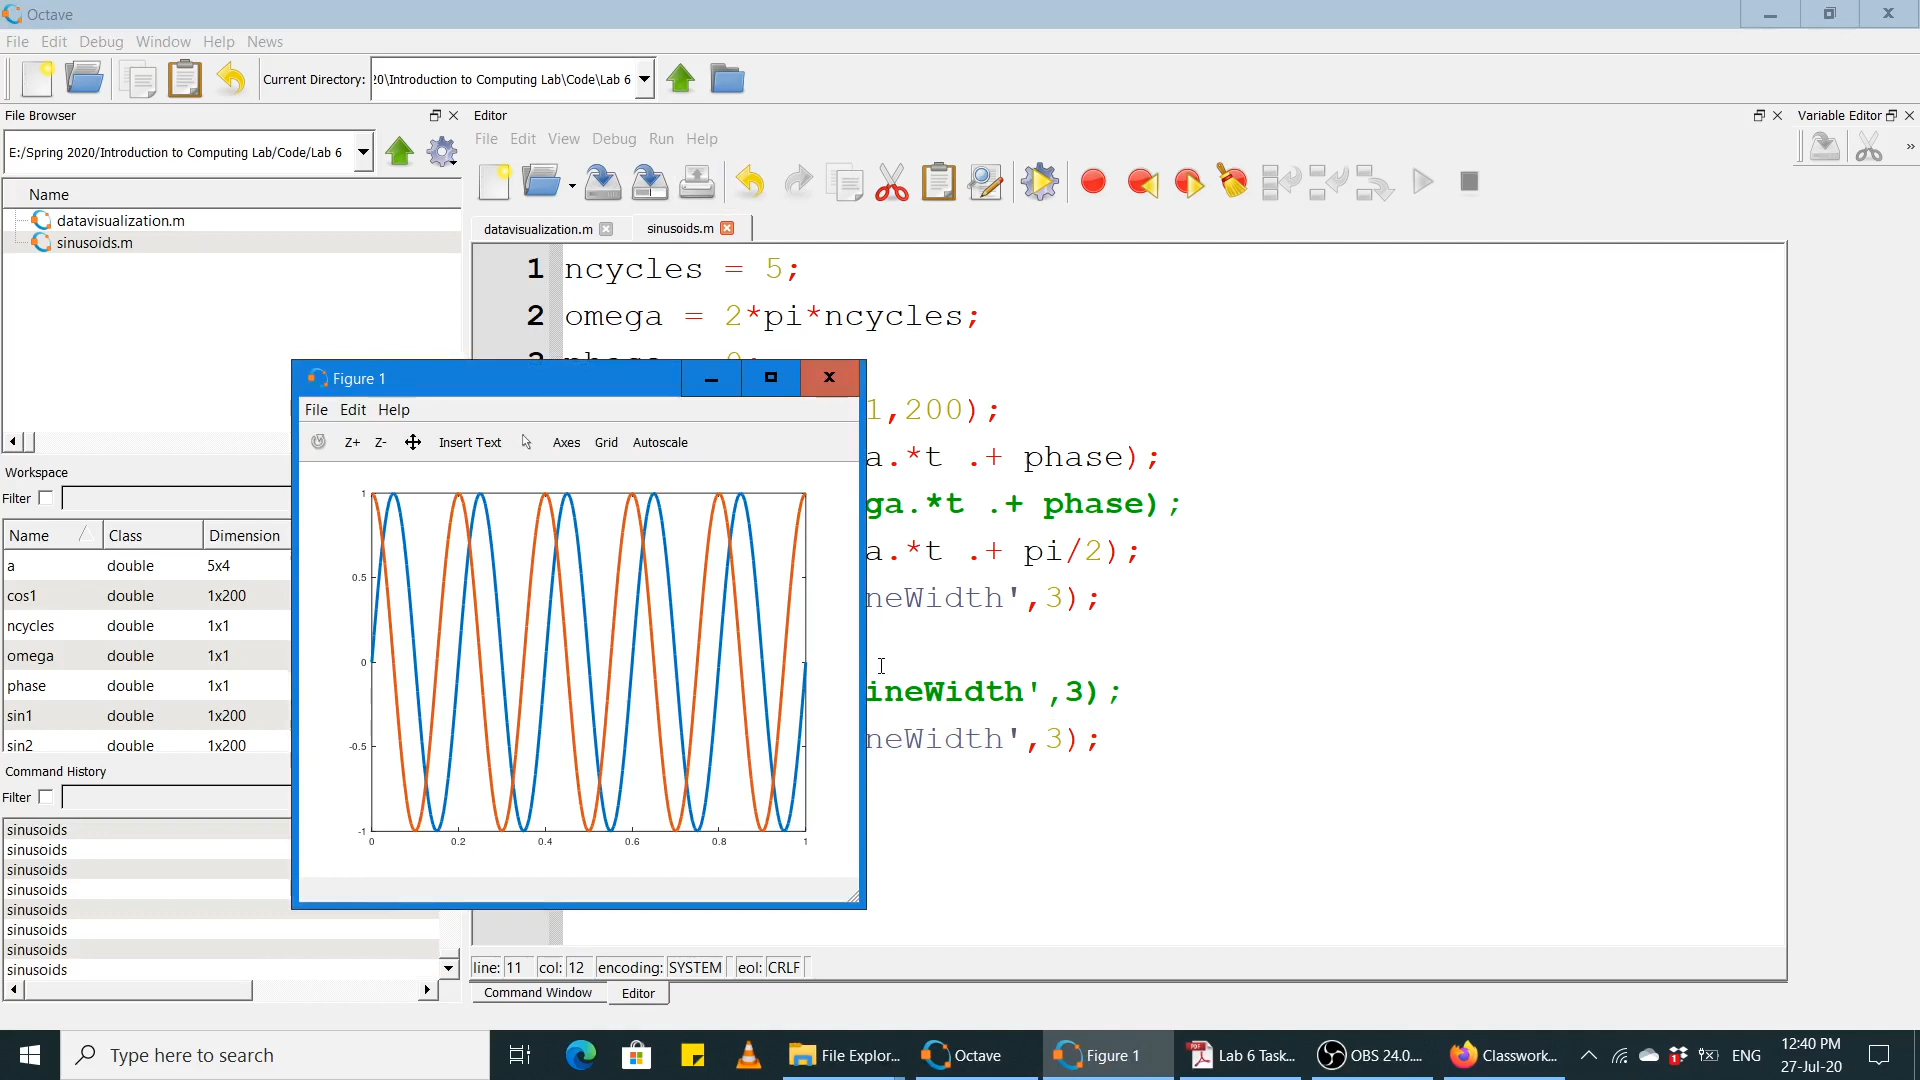 Octave
File Edit Debug Window Help News
Current Directory: 20\Introduction to Computing Lab\Code\Lab 6
File Browser
E:/Spring 2020/Introduction to Computing Lab/Code/Lab 6
Name
datavisualization.m
sinusoids.m
Workspace
Filter
Name Class Dimension
a double 5x4
cos1 double 1x200
ncycles double 1x1
omega double 1x1
phase double 1x1
sin1 double 1x200
sin2 double 1x200
Command History
Filter
sinusoids
sinusoids
sinusoids
sinusoids
sinusoids
sinusoids
sinusoids
sinusoids
Editor
File Edit View Debug Run Help
datavisualization.m sinusoids.m
1 ncycles = 5;
2 omega = 2*pi*ncycles;
1,200);
a.*t .+ phase);
ga.*t .+ phase);
a.*t .+ pi/2);
neWidth',3);
ineWidth',3);
neWidth',3);
line: 11 col: 12 encoding: SYSTEM eol: CRLF
Command Window Editor
Variable Editor
»
Figure 1
File Edit Help
Z+ Z- Insert Text Axes Grid Autoscale
1
0.5
0
-0.5
-1
0 0.2 0.4 0.6 0.8 1
Type here to search
File Explor... Octave Figure 1 Lab 6 Task... OBS 24.0.... Classwork... ENG
12:40 PM
27-Jul-20